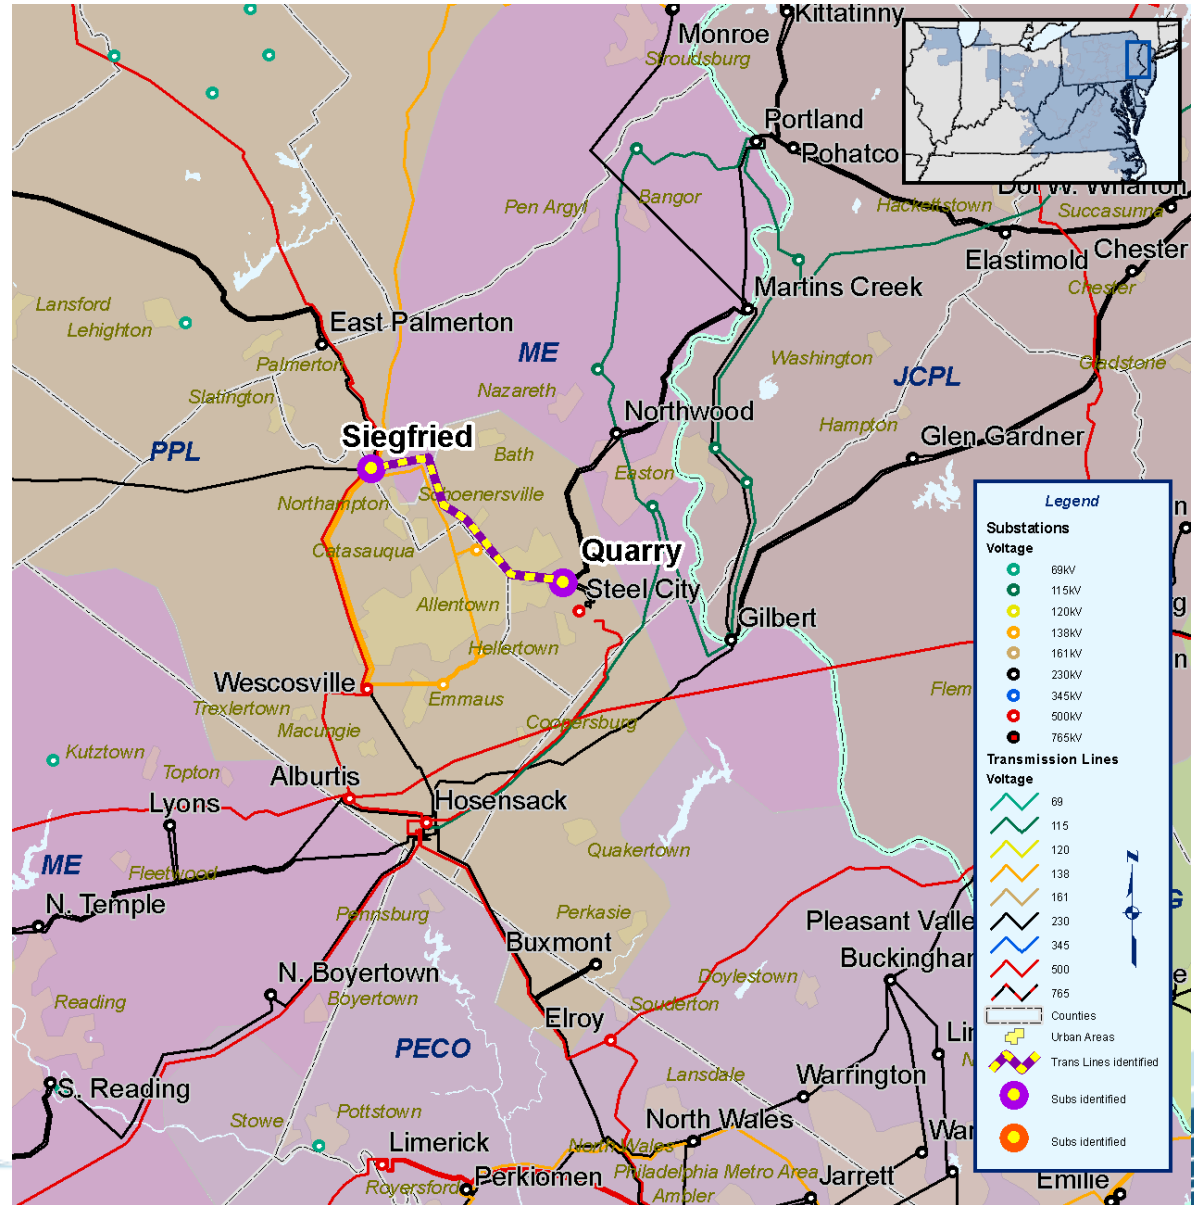 Kittatinny
Monroe
Stroudsburg
Portland
Pohatco
Bangor
Pen Argyl
Hackettstown
Succasunna
Elastimold
Chester
Chester
Martins Creek
Lansford
Lehighton
East Palmerton
Palmerton
ME
Washington
Gladstone
JCPL
Slatington
Nazareth
Northwood
Hampton
Glen Gardner
Siegfried
PPL
Bath
Easton
Northampton
Schoenersville
Catasauqua
Quarry
Steel City
Allentown
Gilbert
Hellertown
Wescosville
Emmaus
Trexlertown
Macungie
Coopersburg
Flem
Kutztown
Topton
Alburtis
Lyons
Hosensack
ME
Fleetwood
Quakertown
N. Temple
Pennsburg
Perkasie
Pleasant Valle
Buxmont
Buckinghar
N. Boyertown
Boyertown
Doylestown
Reading
Souderton
Elroy
PECO
Lansdale
Warrington
S. Reading
Stowe
Pottstown
North Wales
Limerick
North Wales
Philadelphia Metro Area
Royersford
Perkiomen
Ambler
Jarrett
Emilie
Legend
Substations
Voltage
69kV
115kV
120kV
138kV
161kV
230kV
345kV
500kV
765kV
Transmission Lines
Voltage
69
115
120
138
161
230
345
500
765
Counties
Urban Areas
Trans Lines identified
Subs identified
Subs identified
N